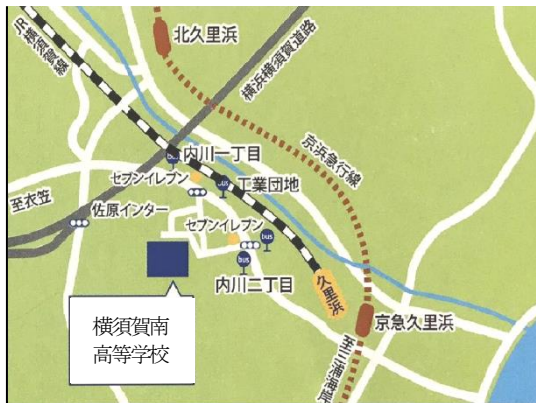 北久里浜
JR横須賀線
横浜横須賀道路
京浜急行線
bus
内川一丁目
セブンイレブン
bus
工業団地
至衣笠
佐原インター
セブンイレブン
bus
bus
内川二丁目
久里浜
京急久里浜
至三浦海岸
横須賀南
高等学校